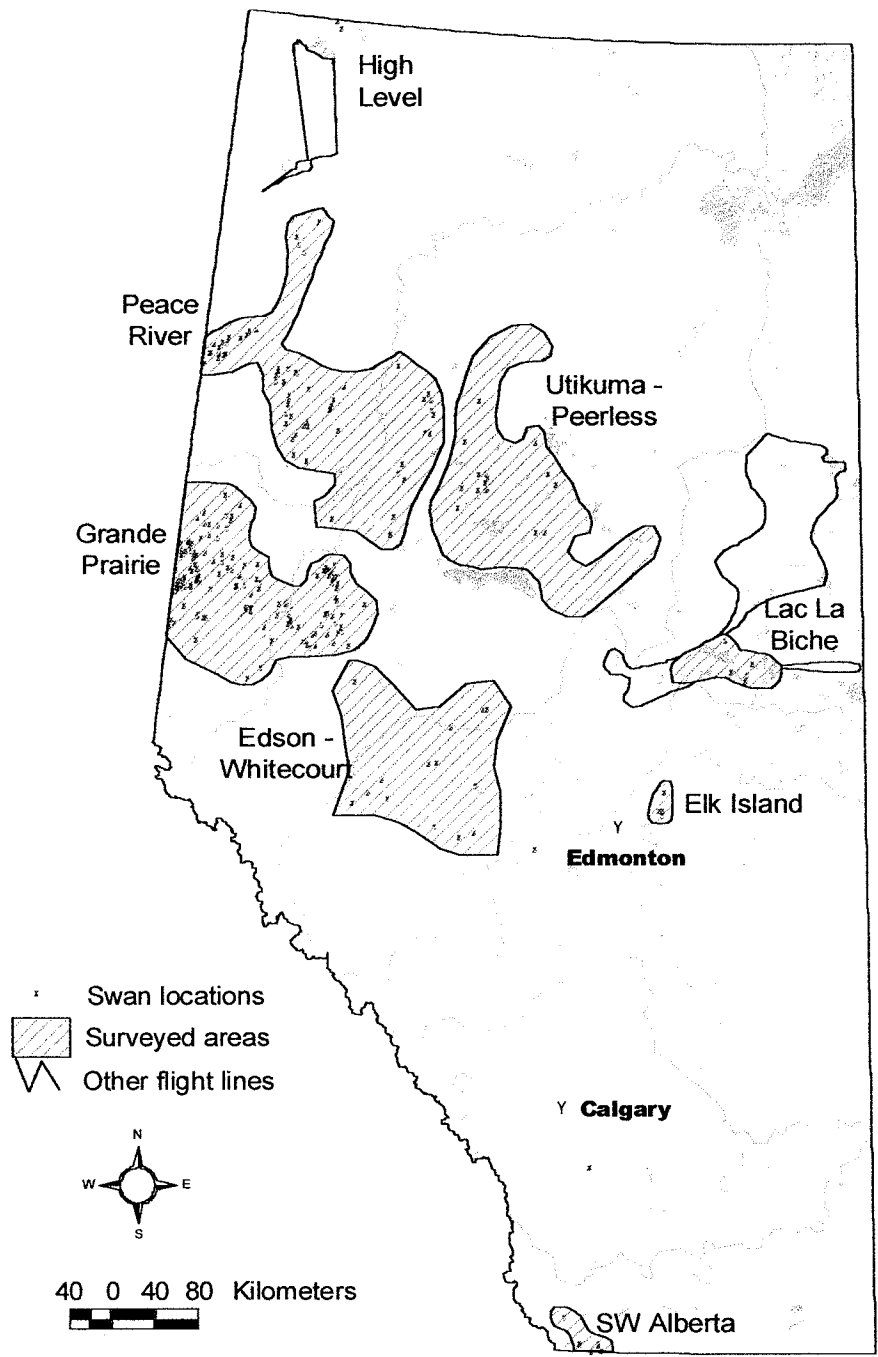 High
Level
Peace
River
Utikuma -
Peerless
Grande
Prairie
Lac La
Biche
Edson -
Whitecourt
Elk Island
Y
Edmonton
x Swan locations
Surveyed areas
Other flight lines
Y Calgary
N
W E
S
40 0 40 80 Kilometers
SW Alberta